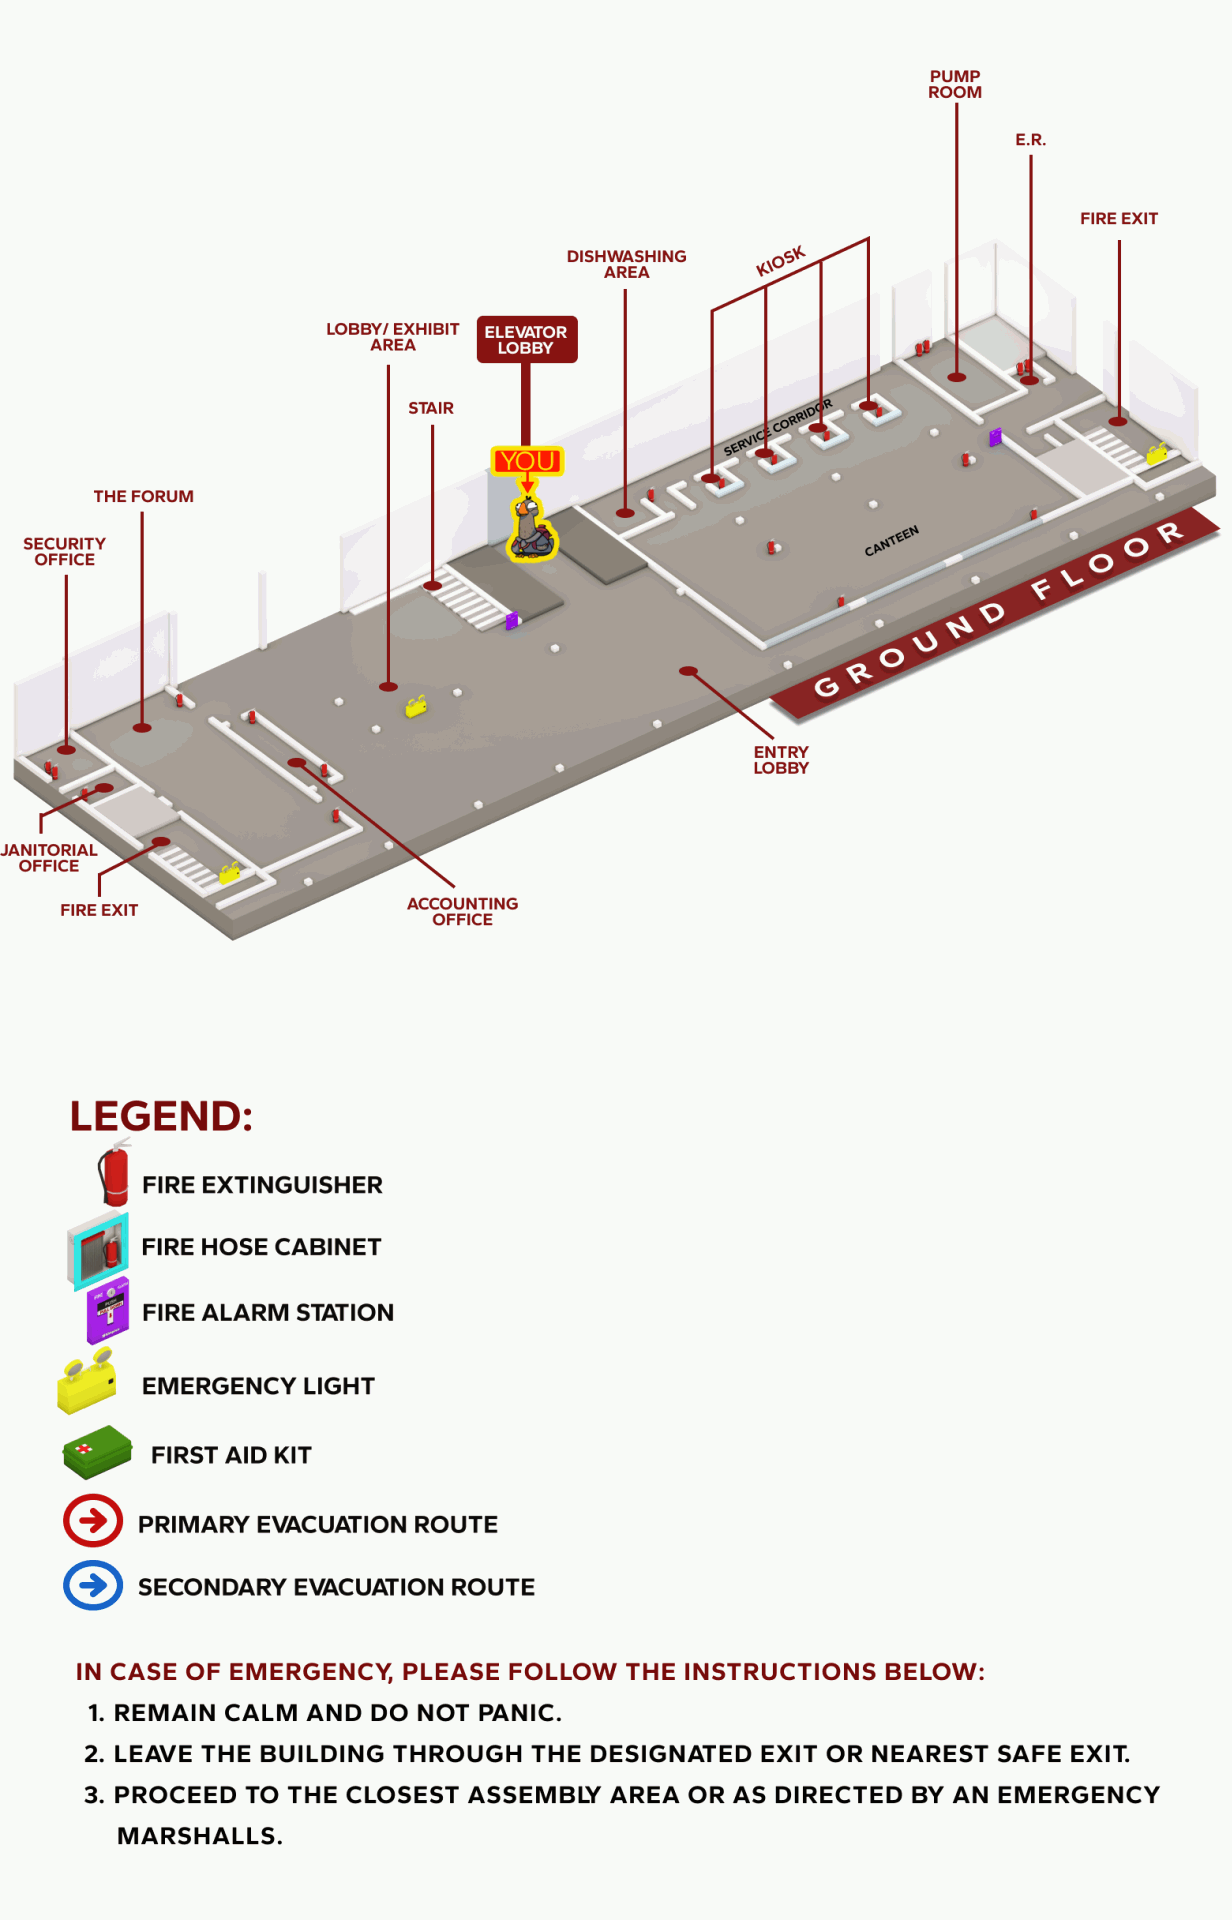 PUMP
ROOM
E.R.
FIRE EXIT
DISHWASHING
AREA
KIOSK
LOBBY/ EXHIBIT
AREA
ELEVATOR
LOBBY
STAIR
YOU
SERVICE CORRIDOR
THE FORUM
SECURITY
OFFICE
CANTEEN
GROUND FLOOR
ENTRY
LOBBY
JANITORIAL
OFFICE
FIRE EXIT
ACCOUNTING
OFFICE
LEGEND:
FIRE EXTINGUISHER
FIRE HOSE CABINET
FIRE ALARM STATION
EMERGENCY LIGHT
FIRST AID KIT
PRIMARY EVACUATION ROUTE
SECONDARY EVACUATION ROUTE
IN CASE OF EMERGENCY, PLEASE FOLLOW THE INSTRUCTIONS BELOW:
1. REMAIN CALM AND DO NOT PANIC.
2. LEAVE THE BUILDING THROUGH THE DESIGNATED EXIT OR NEAREST SAFE EXIT.
3. PROCEED TO THE CLOSEST ASSEMBLY AREA OR AS DIRECTED BY AN EMERGENCY
MARSHALLS.